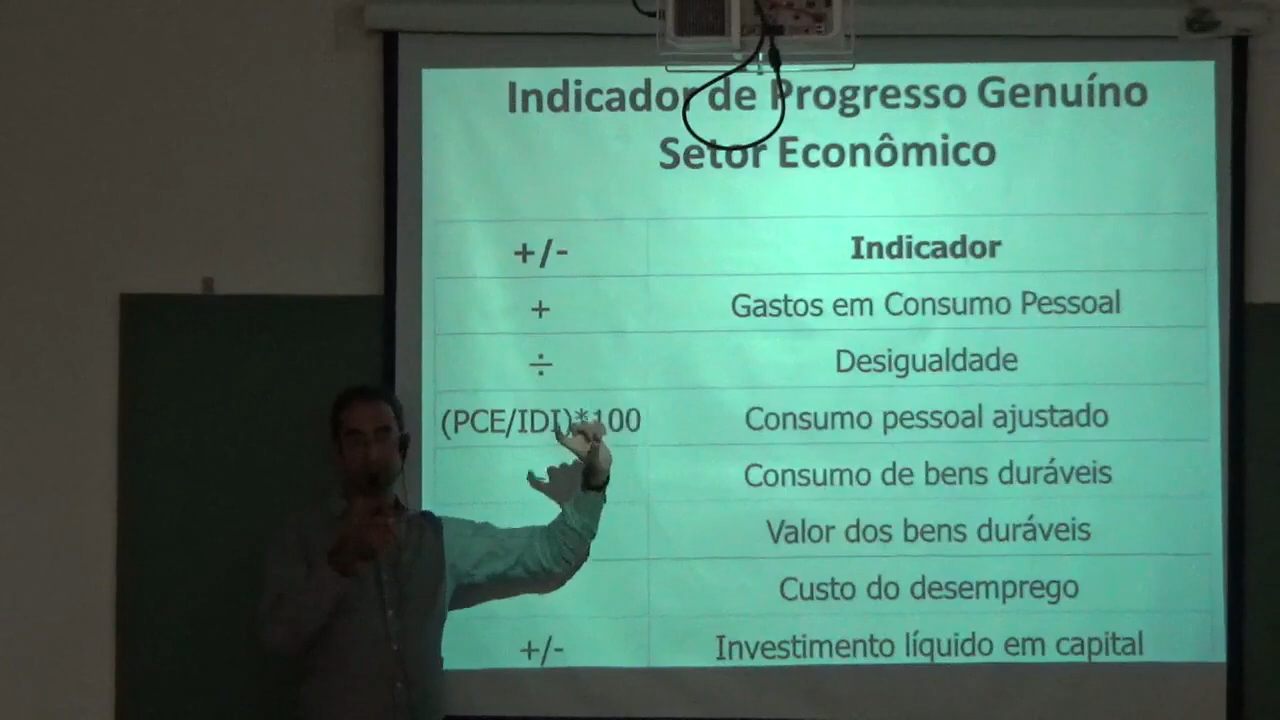 Indicador de Progresso Genuíno
Setor Econômico
+/- Indicador
+ Gastos em Consumo Pessoal
÷ Desigualdade
(PCE/IDI)*100 Consumo pessoal ajustado
Consumo de bens duráveis
Valor dos bens duráveis
Custo do desemprego
+/- Investimento líquido em capital